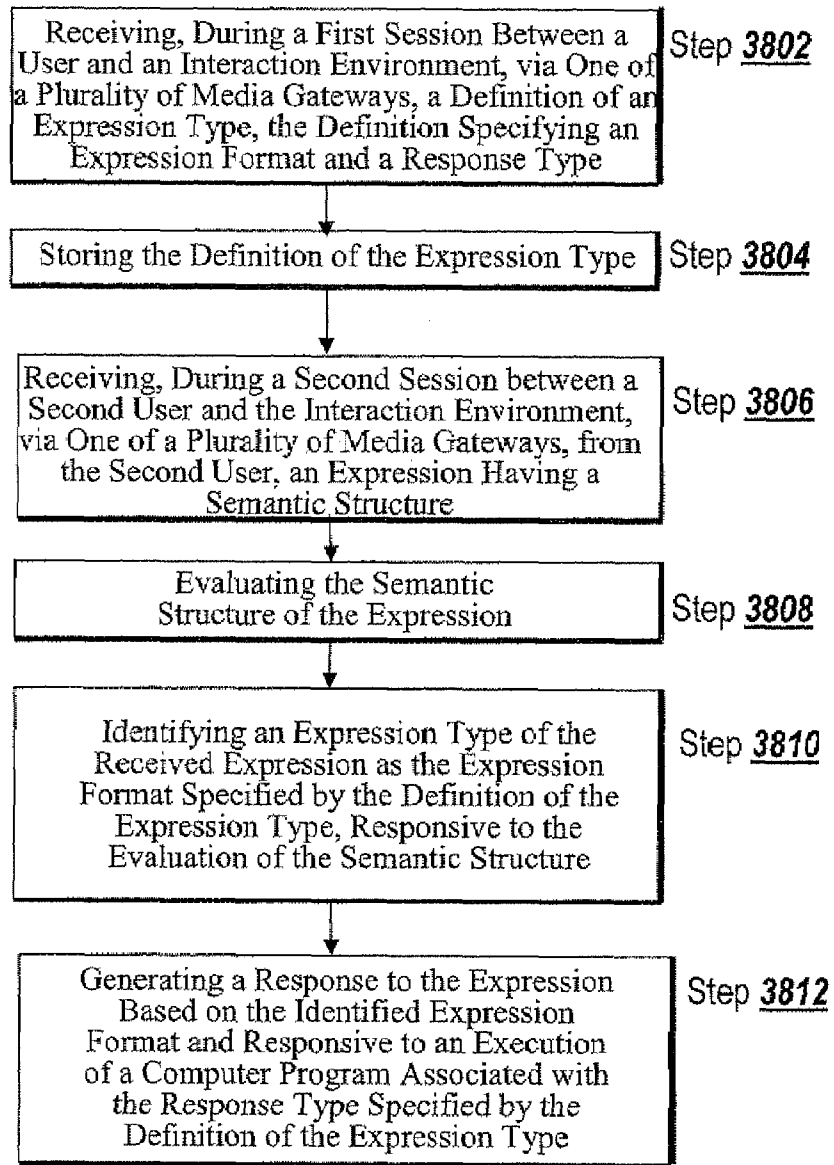 Receiving, During a First Session Between a
User and an Interaction Environment, via One of
a Plurality of Media Gateways, a Definition of an
Expression Type, the Definition Specifying an
Expression Format and a Response Type
Step 3802
Storing the Definition of the Expression Type
Step 3804
Receiving, During a Second Session between a
Second User and the Interaction Environment,
via One of a Plurality of Media Gateways, from
the Second User, an Expression Having a
Semantic Structure
Step 3806
Evaluating the Semantic
Structure of the Expression
Step 3808
Identifying an Expression Type of the
Received Expression as the Expression
Format Specified by the Definition of the
Expression Type, Responsive to the
Evaluation of the Semantic Structure
Step 3810
Generating a Response to the Expression
Based on the Identified Expression
Format and Responsive to an Execution
of a Computer Program Associated with
the Response Type Specified by the
Definition of the Expression Type
Step 3812